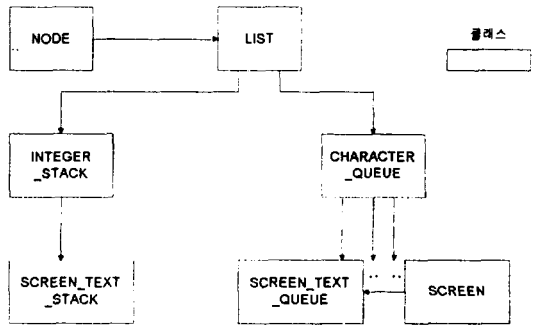 NODE
LIST
클래스
INTEGER
_STACK
CHARACTER
_QUEUE
SCREEN_TEXT
_STACK
SCREEN_TEXT
_QUEUE
SCREEN